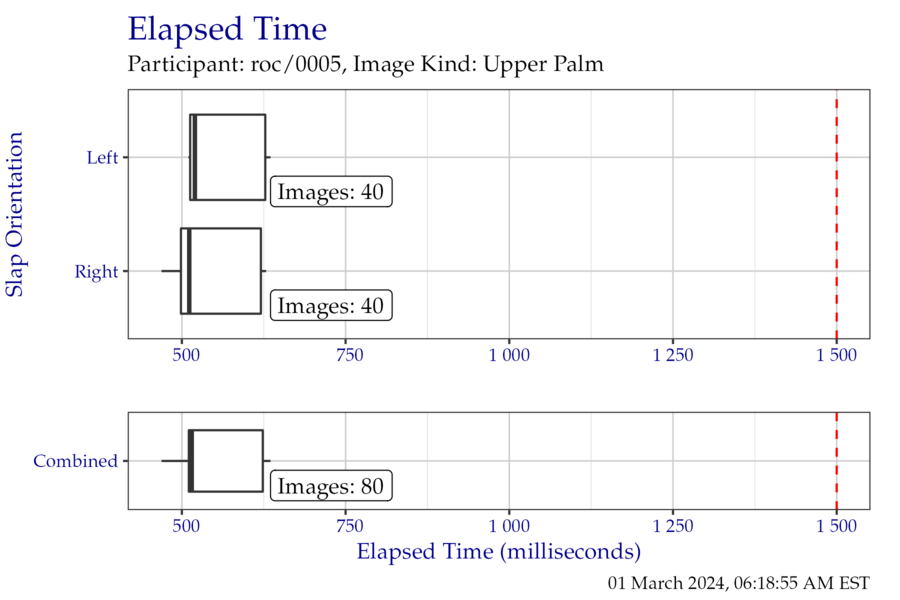 Elapsed Time
Participant: roc/0005, Image Kind: Upper Palm
Slap Orientation
Left
Images: 40
Right
Images: 40
500 750 1 000 1 250 1 500
Combined
Images: 80
500 750 1 000 1 250 1 500
Elapsed Time (milliseconds)
01 March 2024, 06:18:55 AM EST